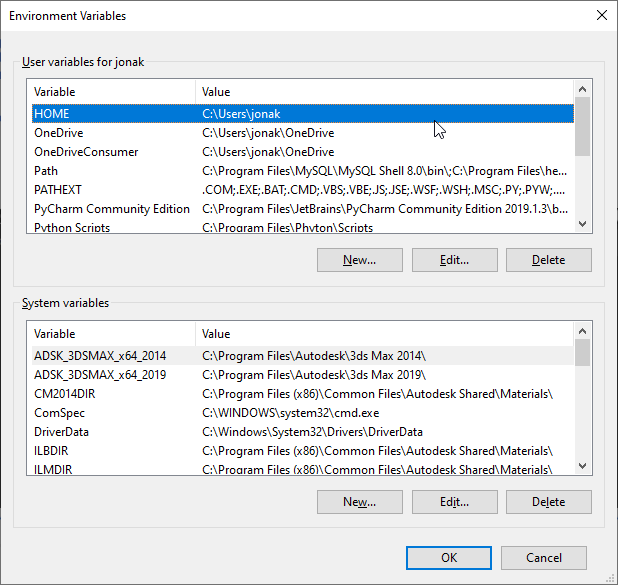 Environment Variables
User variables for jonak
Variable Value
HOME C:\Users\jonak
OneDrive C:\Users\jonak\OneDrive
OneDriveConsumer C:\Users\jonak\OneDrive
Path C:\Program Files\MySQL\MySQL Shell 8.0\bin\;C:\Program Files\he...
PATHEXT .COM;.EXE;.BAT;.CMD;.VBS;.VBE;.JS;.JSE;.WSF;.WSH;.MSC;.PY;.PYW;....
PyCharm Community Edition C:\Program Files\JetBrains\PyCharm Community Edition 2019.1.3\b...
Python Scripts C:\Program Files\Phyton\Scripts
New... Edit... Delete
System variables
Variable Value
ADSK_3DSMAX_x64_2014 C:\Program Files\Autodesk\3ds Max 2014\
ADSK_3DSMAX_x64_2019 C:\Program Files\Autodesk\3ds Max 2019\
CM2014DIR C:\Program Files (x86)\Common Files\Autodesk Shared\Materials\
ComSpec C:\WINDOWS\system32\cmd.exe
DriverData C:\Windows\System32\Drivers\DriverData
ILBDIR C:\Program Files (x86)\Common Files\Autodesk Shared\Materials\
ILMDIR C:\Program Files (x86)\Common Files\Autodesk Shared\Materials\
New... Edit... Delete
OK Cancel